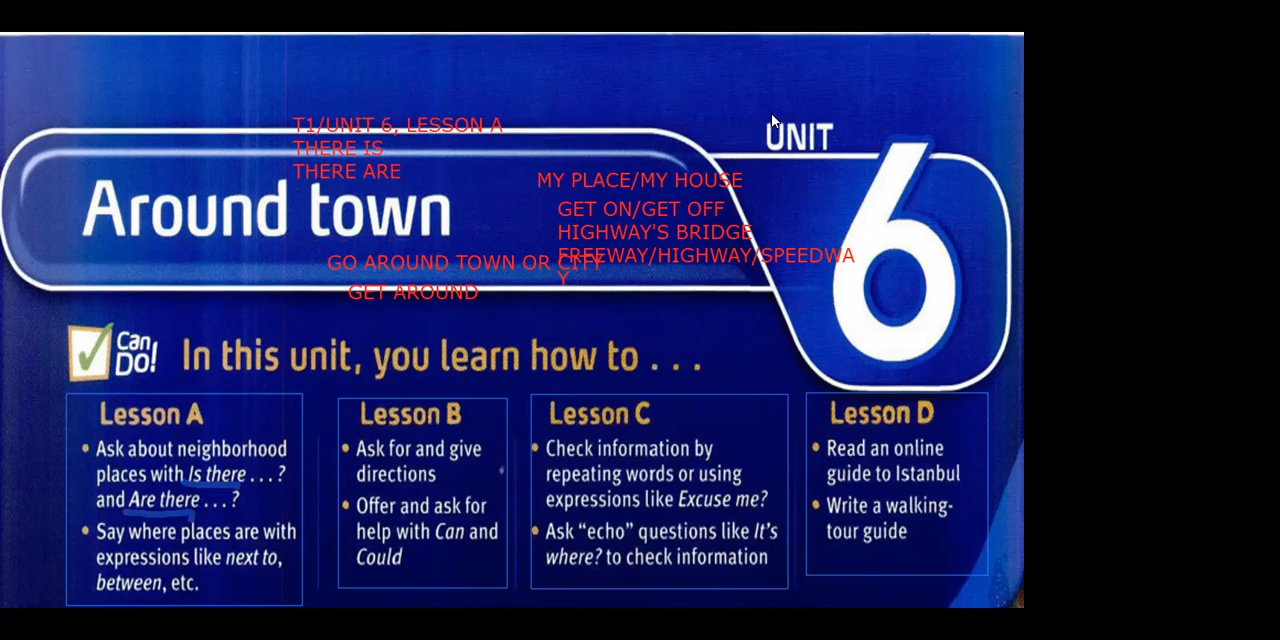 T1/UNIT 6, LESSON A
THERE IS
THERE ARE
UNIT
6
Around town
MY PLACE/MY HOUSE
GET ON/GET OFF
HIGHWAY'S BRIDGE
FREEWAY/HIGHWAY/SPEEDWA
Y
GO AROUND TOWN OR CITY
GET AROUND
Can
DO!
In this unit, you learn how to . . .
Lesson A
• Ask about neighborhood
places with Is there . . . ?
and Are there . . . ?
• Say where places are with
expressions like next to,
between, etc.
Lesson B
• Ask for and give
directions
• Offer and ask for
help with Can and
Could
Lesson C
• Check information by
repeating words or using
expressions like Excuse me?
• Ask “echo” questions like It's
where? to check information
Lesson D
• Read an online
guide to Istanbul
• Write a walking-
tour guide